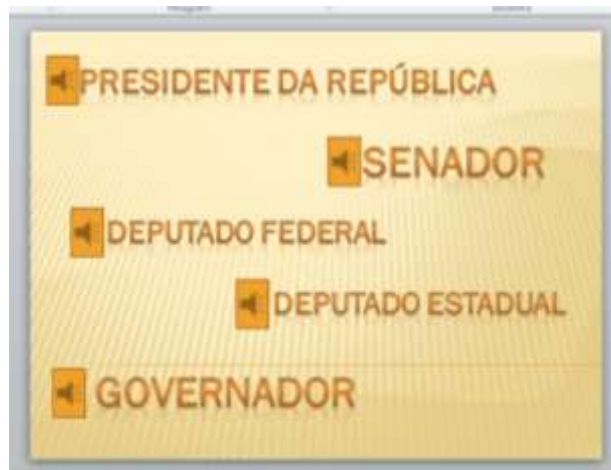 PRESIDENTE DA REPÚBLICA
SENADOR
DEPUTADO FEDERAL
DEPUTADO ESTADUAL
GOVERNADOR